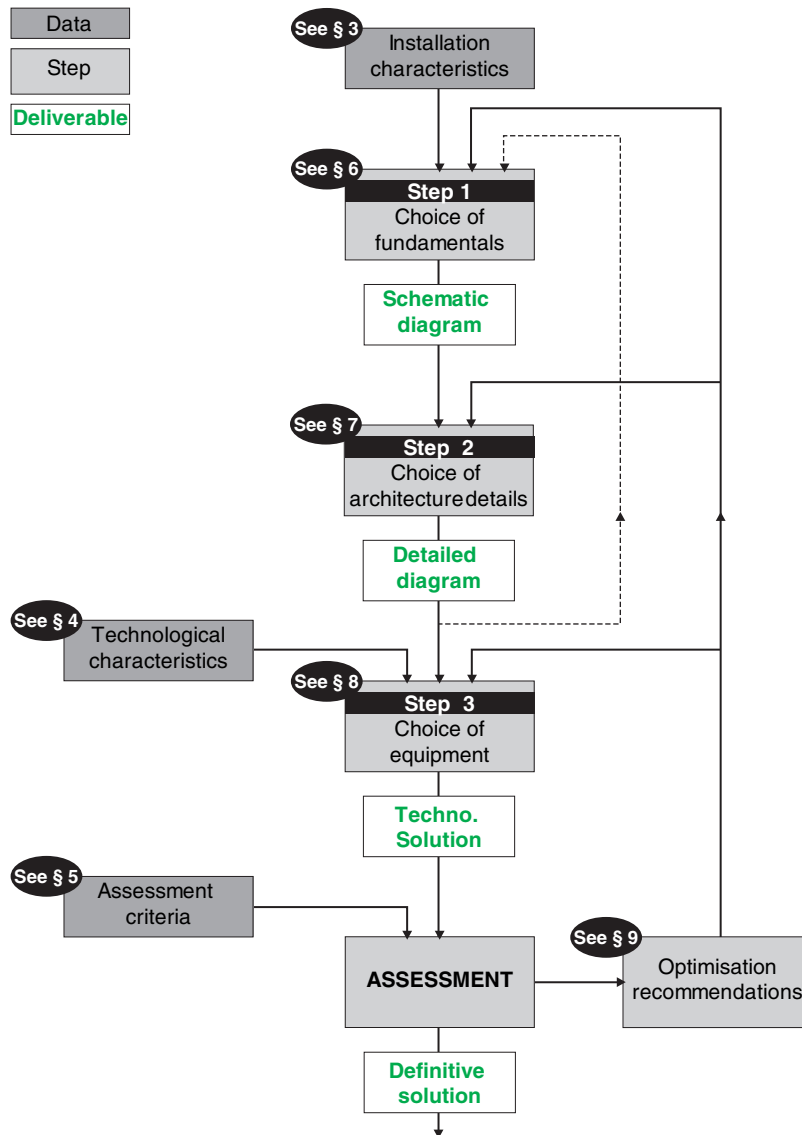 Data
Step
Deliverable
See § 3
Installation
characteristics
See § 6
Step 1
Choice of
fundamentals
Schematic
diagram
See § 7
Step 2
Choice of
architecture details
Detailed
diagram
See § 4
Technological
characteristics
See § 8
Step 3
Choice of
equipment
Techno.
Solution
See § 5
Assessment
criteria
See § 9
ASSESSMENT
Optimisation
recommendations
Definitive
solution